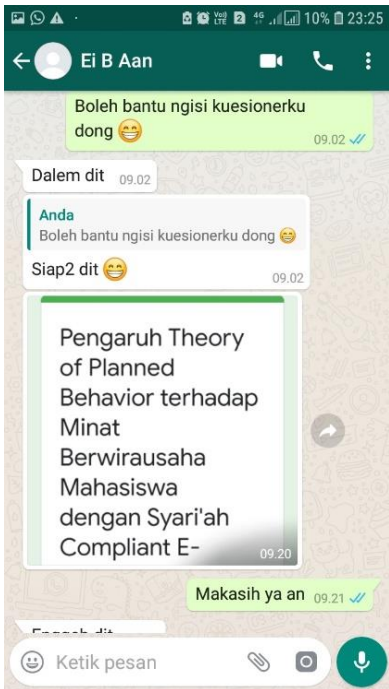 10% 23:25
Ei B Aan
Boleh bantu ngisi kuesionerku
dong 😁
09.02
Dalem dit 09.02
Anda
Boleh bantu ngisi kuesionerku dong 😁
Siap2 dit 😁
09.02
Pengaruh Theory
of Planned
Behavior terhadap
Minat
Berwirausaha
Mahasiswa
dengan Syari'ah
Compliant E-
09.20
Makasih ya an 09.21
Ketik pesan